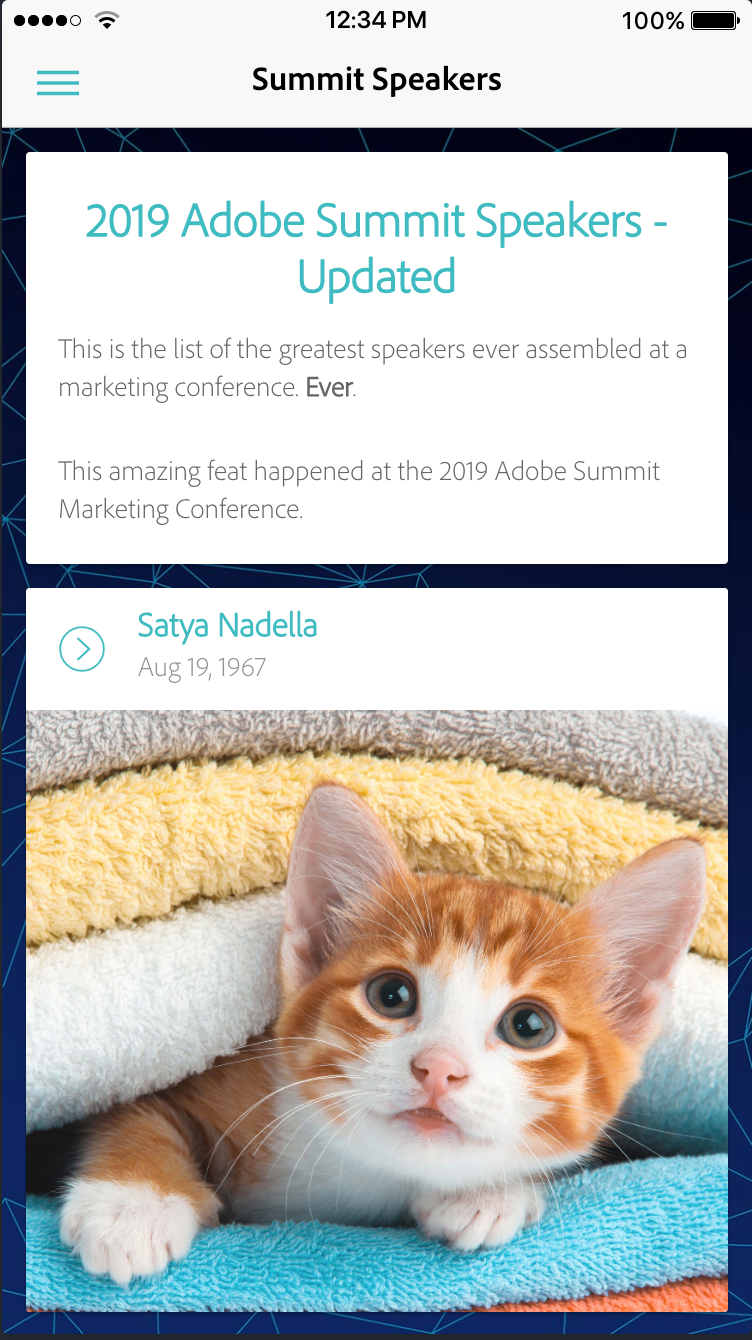 12:34 PM
100%
Summit Speakers
2019 Adobe Summit Speakers -
Updated
This is the list of the greatest speakers ever assembled at a
marketing conference. Ever.
This amazing feat happened at the 2019 Adobe Summit
Marketing Conference.
Satya Nadella
Aug 19, 1967